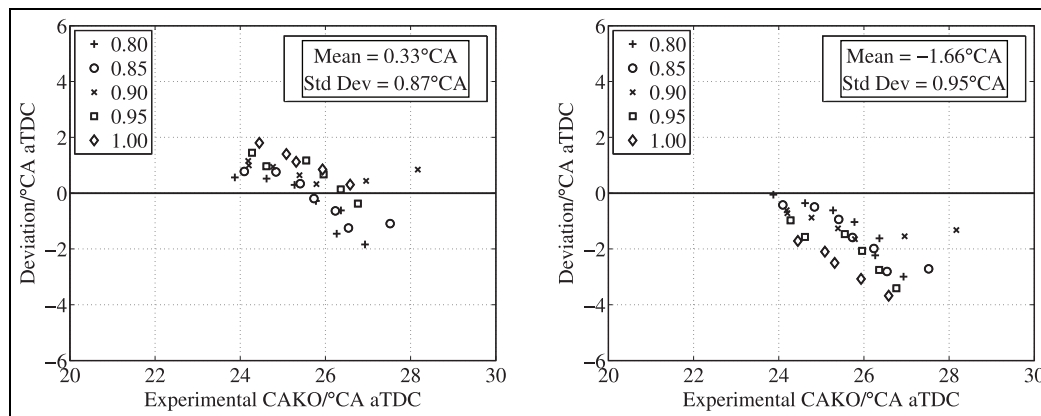 6
4
2
0
−2
−4
−6
20 22 24 26 28 30
Deviation/°CA aTDC
Experimental CAKO/°CA aTDC
0.80
0.85
0.90
0.95
1.00
Mean = 0.33°CA
Std Dev = 0.87°CA
6
4
2
0
−2
−4
−6
20 22 24 26 28 30
Deviation/°CA aTDC
Experimental CAKO/°CA aTDC
0.80
0.85
0.90
0.95
1.00
Mean = −1.66°CA
Std Dev = 0.95°CA